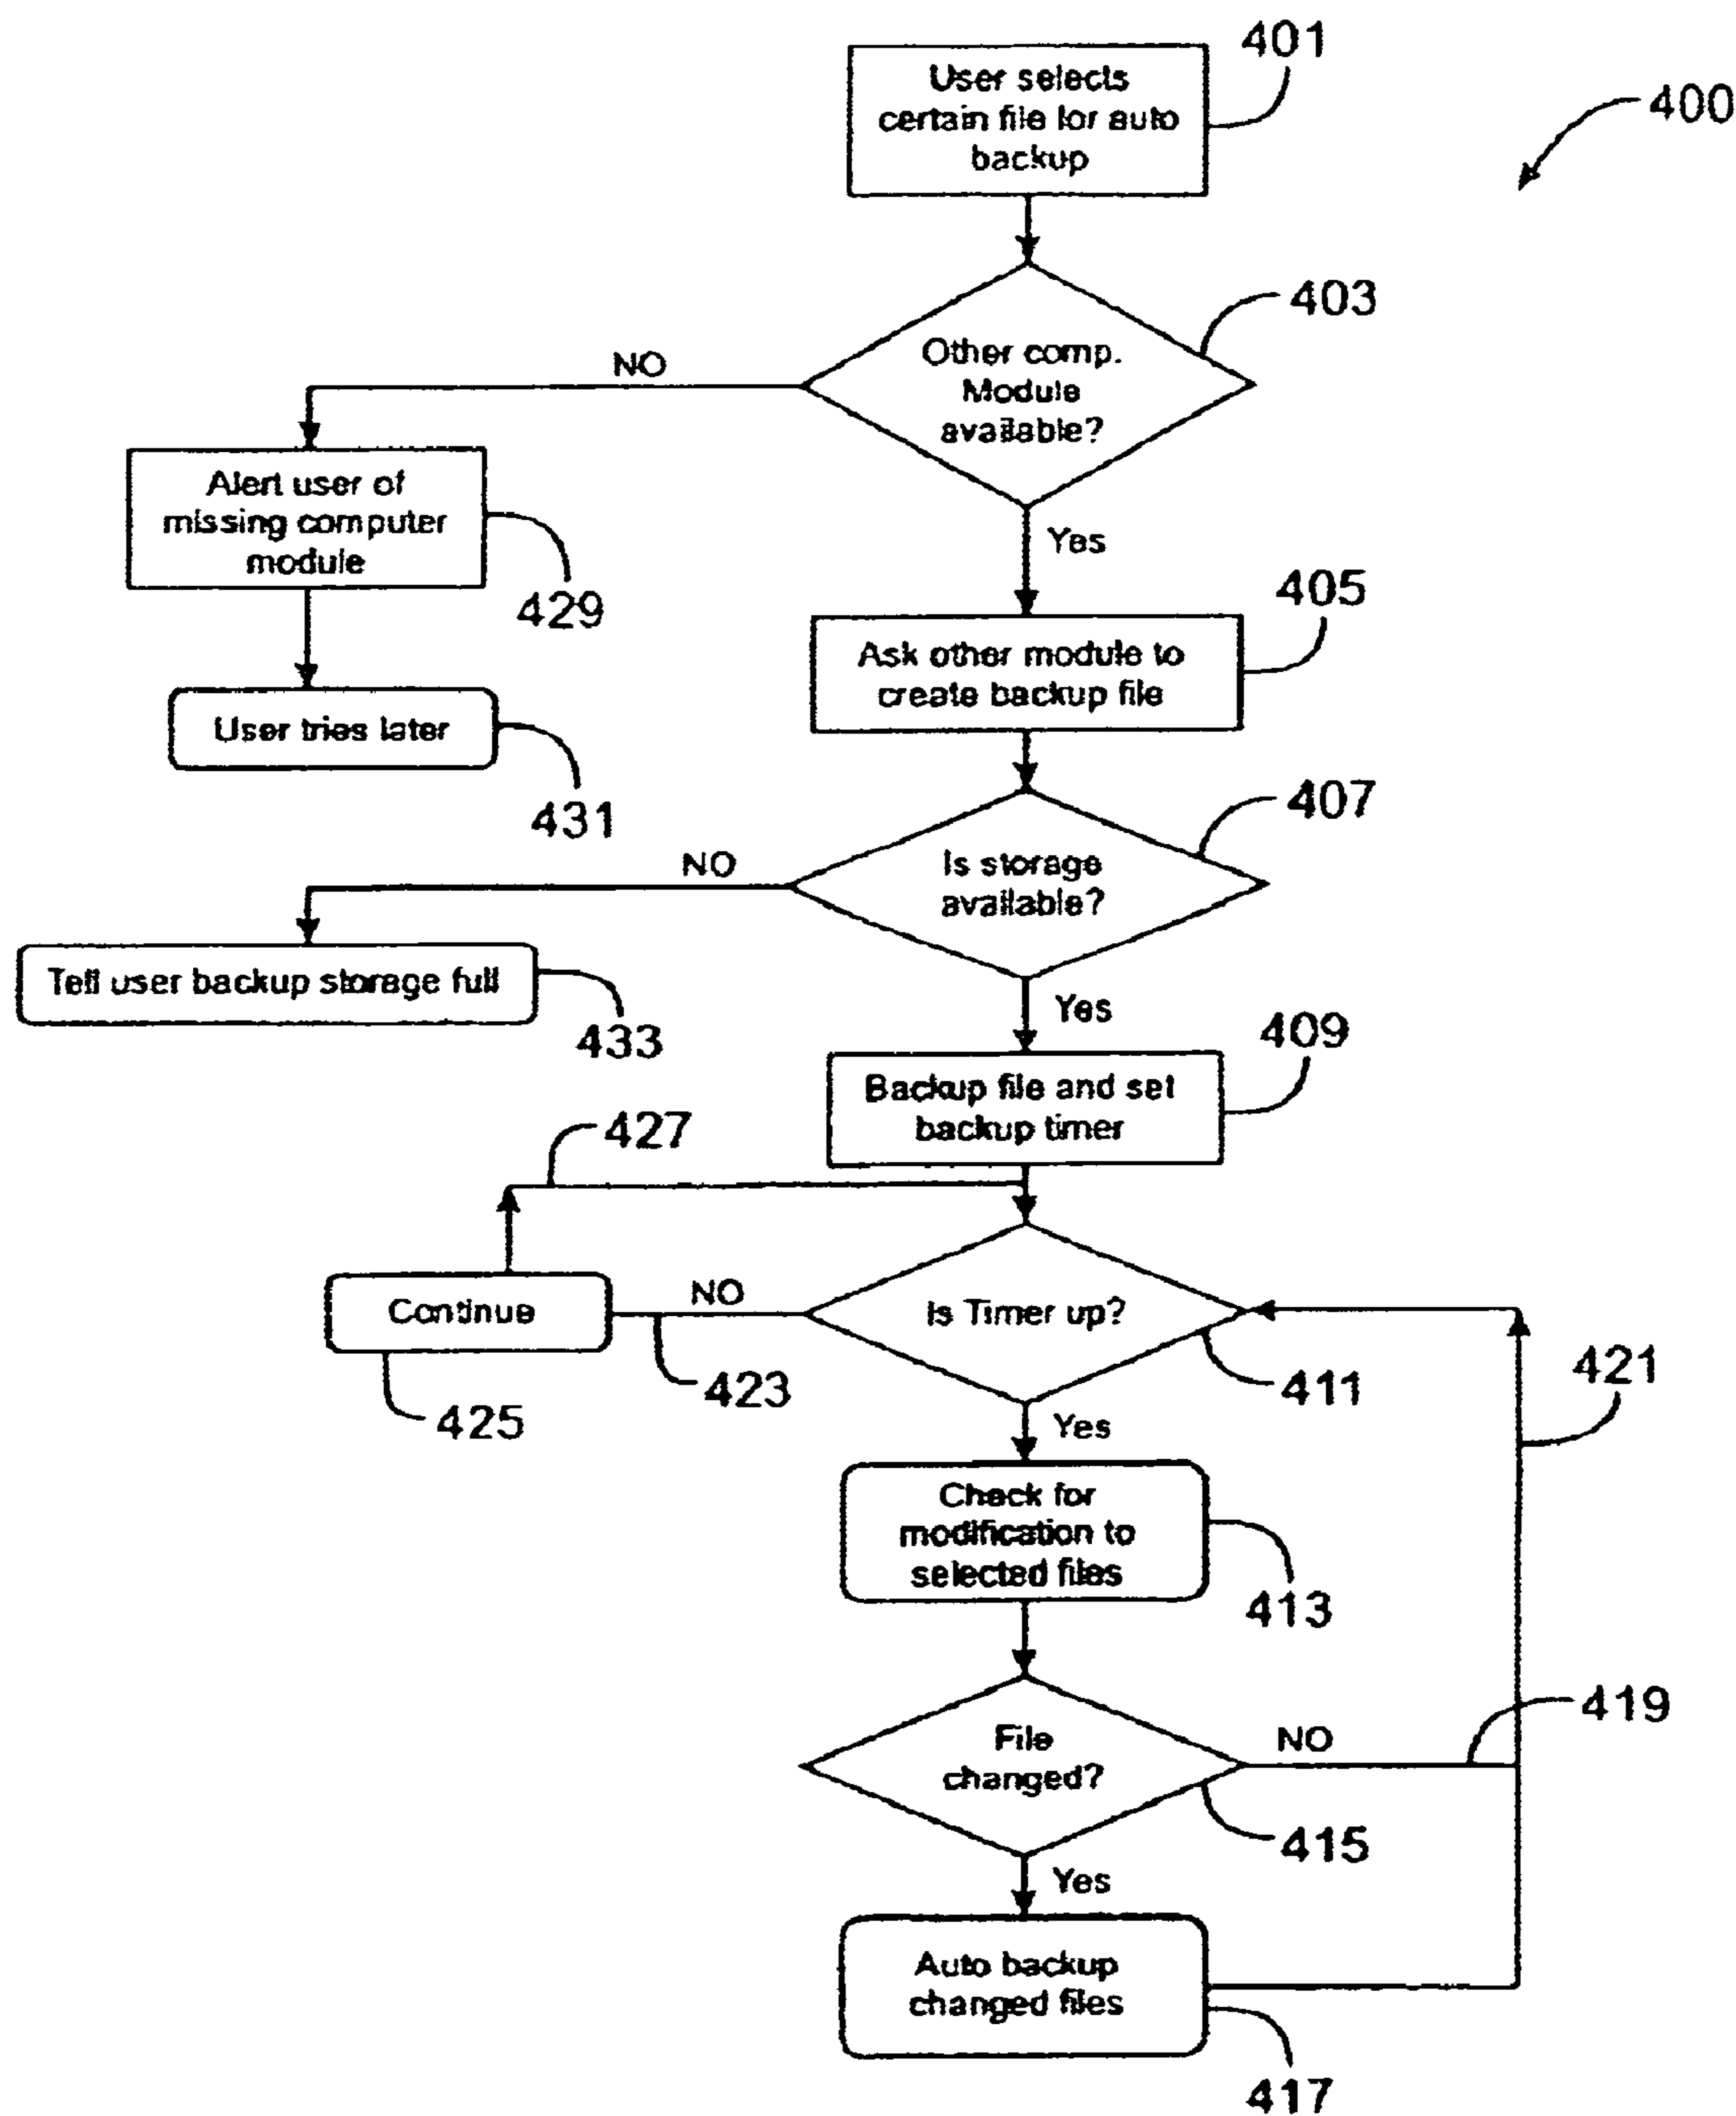 401
User selects
certain file for auto
backup
400
403
Other comp.
Module
available?
NO
Yes
Alert user of
missing computer
module
429
405
Ask other module to
create backup file
User tries later
431
407
Is storage
available?
NO
Yes
Tell user backup storage full
433
409
Backup file and set
backup timer
427
Is Timer up?
NO
Continue
423
425
411
421
Yes
Check for
modification to
selected files
413
File
changed?
NO
419
415
Yes
Auto backup
changed files
417